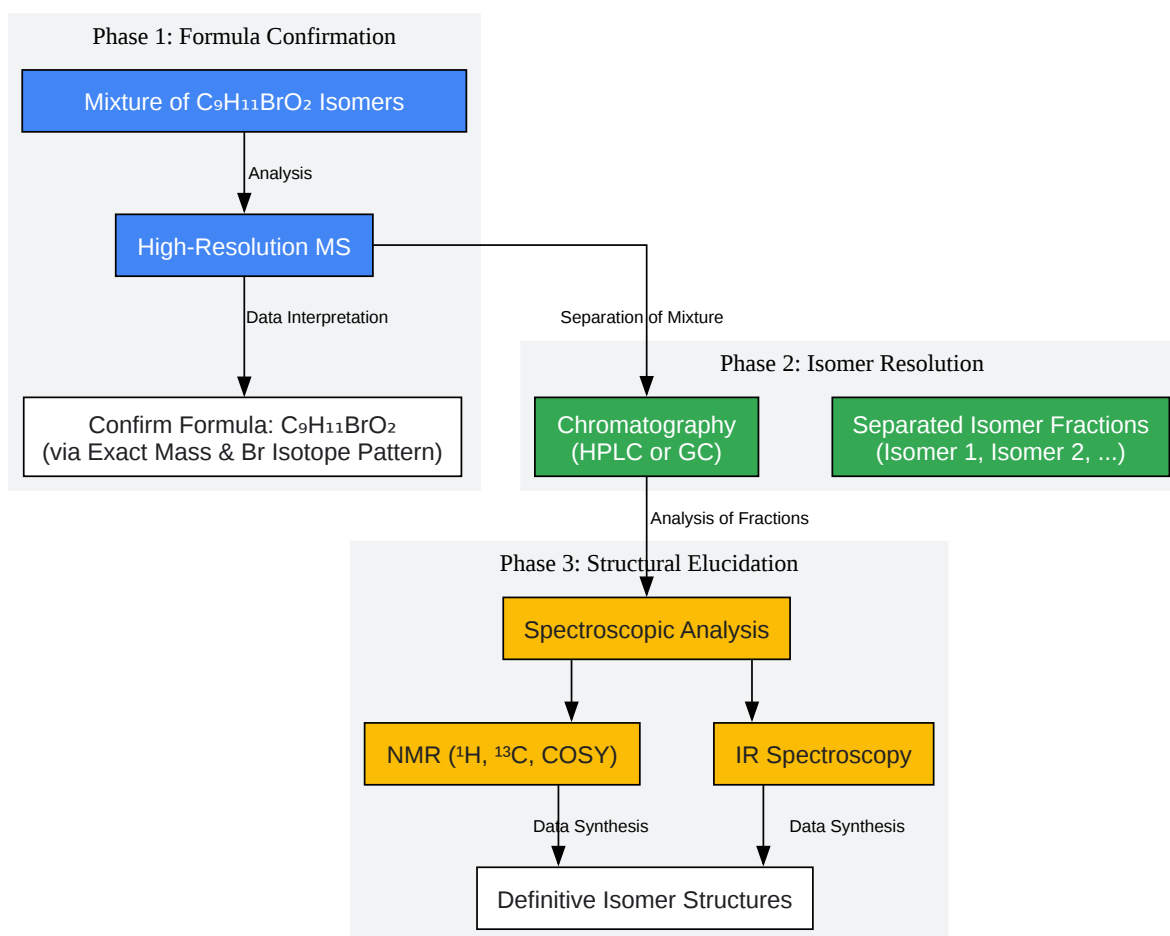 Phase 1: Formula Confirmation
Mixture of C₉H₁₁BrO₂ Isomers
Analysis
High-Resolution MS
Data Interpretation
Separation of Mixture
Confirm Formula: C₉H₁₁BrO₂
(via Exact Mass & Br Isotope Pattern)
Phase 2: Isomer Resolution
Chromatography
(HPLC or GC)
Separated Isomer Fractions
(Isomer 1, Isomer 2, ...)
Analysis of Fractions
Phase 3: Structural Elucidation
Spectroscopic Analysis
NMR (¹H, ¹³C, COSY)
IR Spectroscopy
Data Synthesis
Data Synthesis
Definitive Isomer Structures